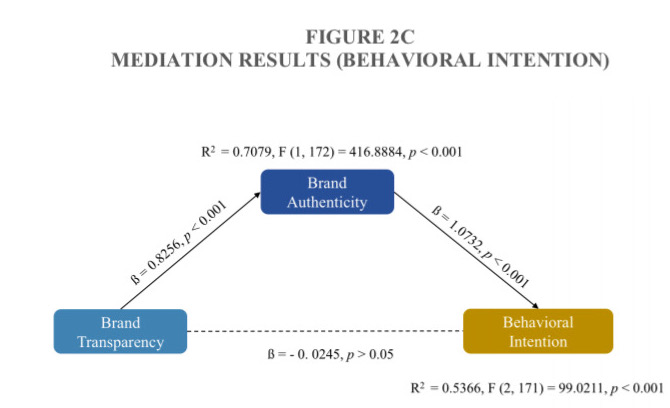 FIGURE 2C
MEDIATION RESULTS (BEHAVIORAL INTENTION)
R² = 0.7079, F (1, 172) = 416.8884, p < 0.001
Brand
Authenticity
ß = 0.8256, p < 0.001
ß = 1.0732, p < 0.001
Brand
Transparency
Behavioral
Intention
ß = - 0. 0245, p > 0.05
R² = 0.5366, F (2, 171) = 99.0211, p < 0.001